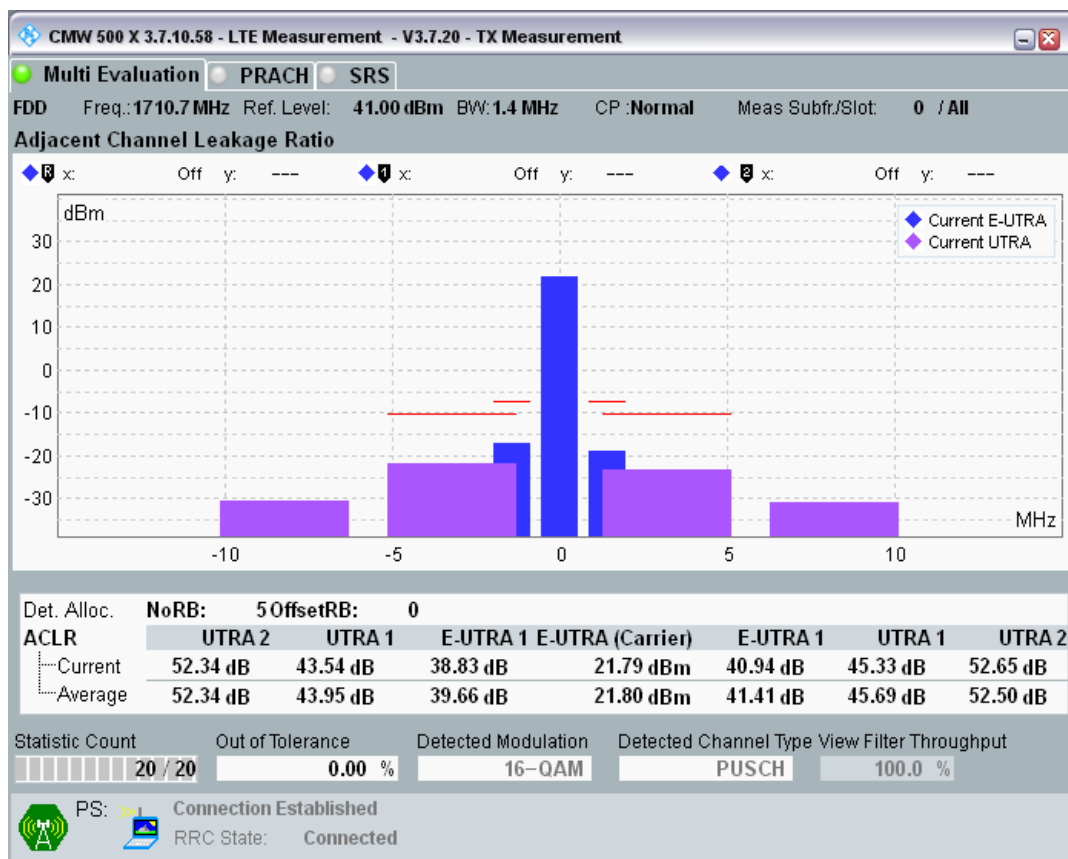 CMW 500 X 3.7.10.58 - LTE Measurement - V3.7.20 - TX Measurement
Multi Evaluation PRACH SRS
FDD Freq.: 1710.7 MHz Ref. Level: 41.00 dBm BW: 1.4 MHz CP :Normal Meas Subfr./Slot: 0 / All
Adjacent Channel Leakage Ratio
R x: Off y: --- 1 x: Off y: --- 2 x: Off y: ---
dBm
Current E-UTRA
Current UTRA
30
20
10
0
-10
-20
-30
MHz
-10 -5 0 5 10
Det. Alloc. NoRB: 5 OffsetRB: 0
ACLR UTRA 2 UTRA 1 E-UTRA 1 E-UTRA (Carrier) E-UTRA 1 UTRA 1 UTRA 2
Current 52.34 dB 43.54 dB 38.83 dB 21.79 dBm 40.94 dB 45.33 dB 52.65 dB
Average 52.34 dB 43.95 dB 39.66 dB 21.80 dBm 41.41 dB 45.69 dB 52.50 dB
Statistic Count Out of Tolerance Detected Modulation Detected Channel Type View Filter Throughput
20 / 20 0.00 % 16-QAM PUSCH 100.0 %
PS: Connection Established
RRC State: Connected